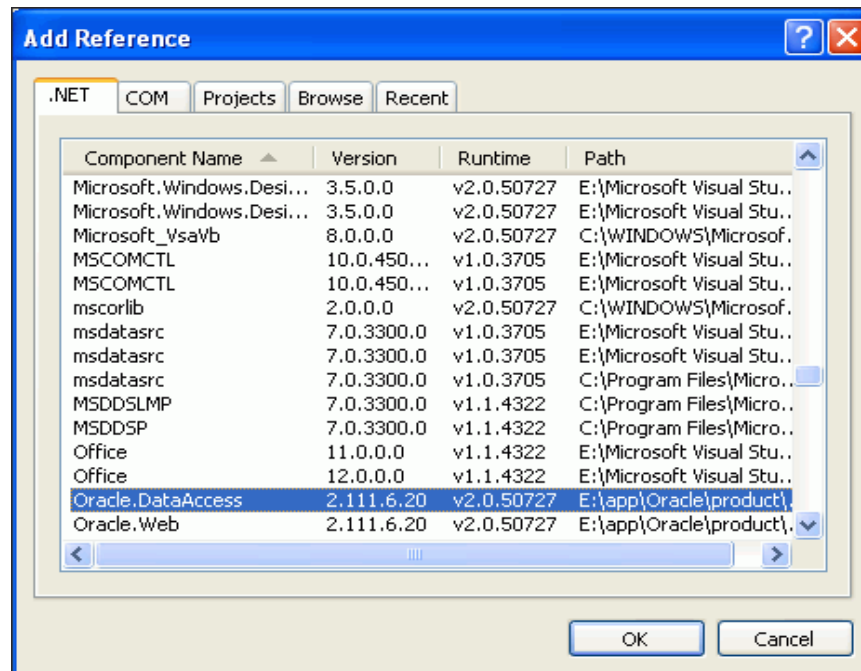 Add Reference
.NET COM Projects Browse Recent
Component Name Version Runtime Path
Microsoft.Windows.Desi... 3.5.0.0 v2.0.50727 E:\Microsoft Visual Stu..
Microsoft.Windows.Desi... 3.5.0.0 v2.0.50727 E:\Microsoft Visual Stu..
Microsoft_VsaVb 8.0.0.0 v2.0.50727 C:\WINDOWS\Microsof.
MSCOMCTL 10.0.450... v1.0.3705 E:\Microsoft Visual Stu..
MSCOMCTL 10.0.450... v1.0.3705 E:\Microsoft Visual Stu..
mscorlib 2.0.0.0 v2.0.50727 C:\WINDOWS\Microsof.
msdatasrc 7.0.3300.0 v1.0.3705 E:\Microsoft Visual Stu..
msdatasrc 7.0.3300.0 v1.0.3705 E:\Microsoft Visual Stu..
msdatasrc 7.0.3300.0 v1.0.3705 C:\Program Files\Micro..
MSDDSLMP 7.0.3300.0 v1.1.4322 C:\Program Files\Micro..
MSDDSP 7.0.3300.0 v1.1.4322 C:\Program Files\Micro..
Office 11.0.0.0 v1.1.4322 E:\Microsoft Visual Stu..
Office 12.0.0.0 v1.1.4322 E:\Microsoft Visual Stu..
Oracle.DataAccess 2.111.6.20 v2.0.50727 E:\app\Oracle\product\.
Oracle.Web 2.111.6.20 v2.0.50727 E:\app\Oracle\product\.
OK Cancel